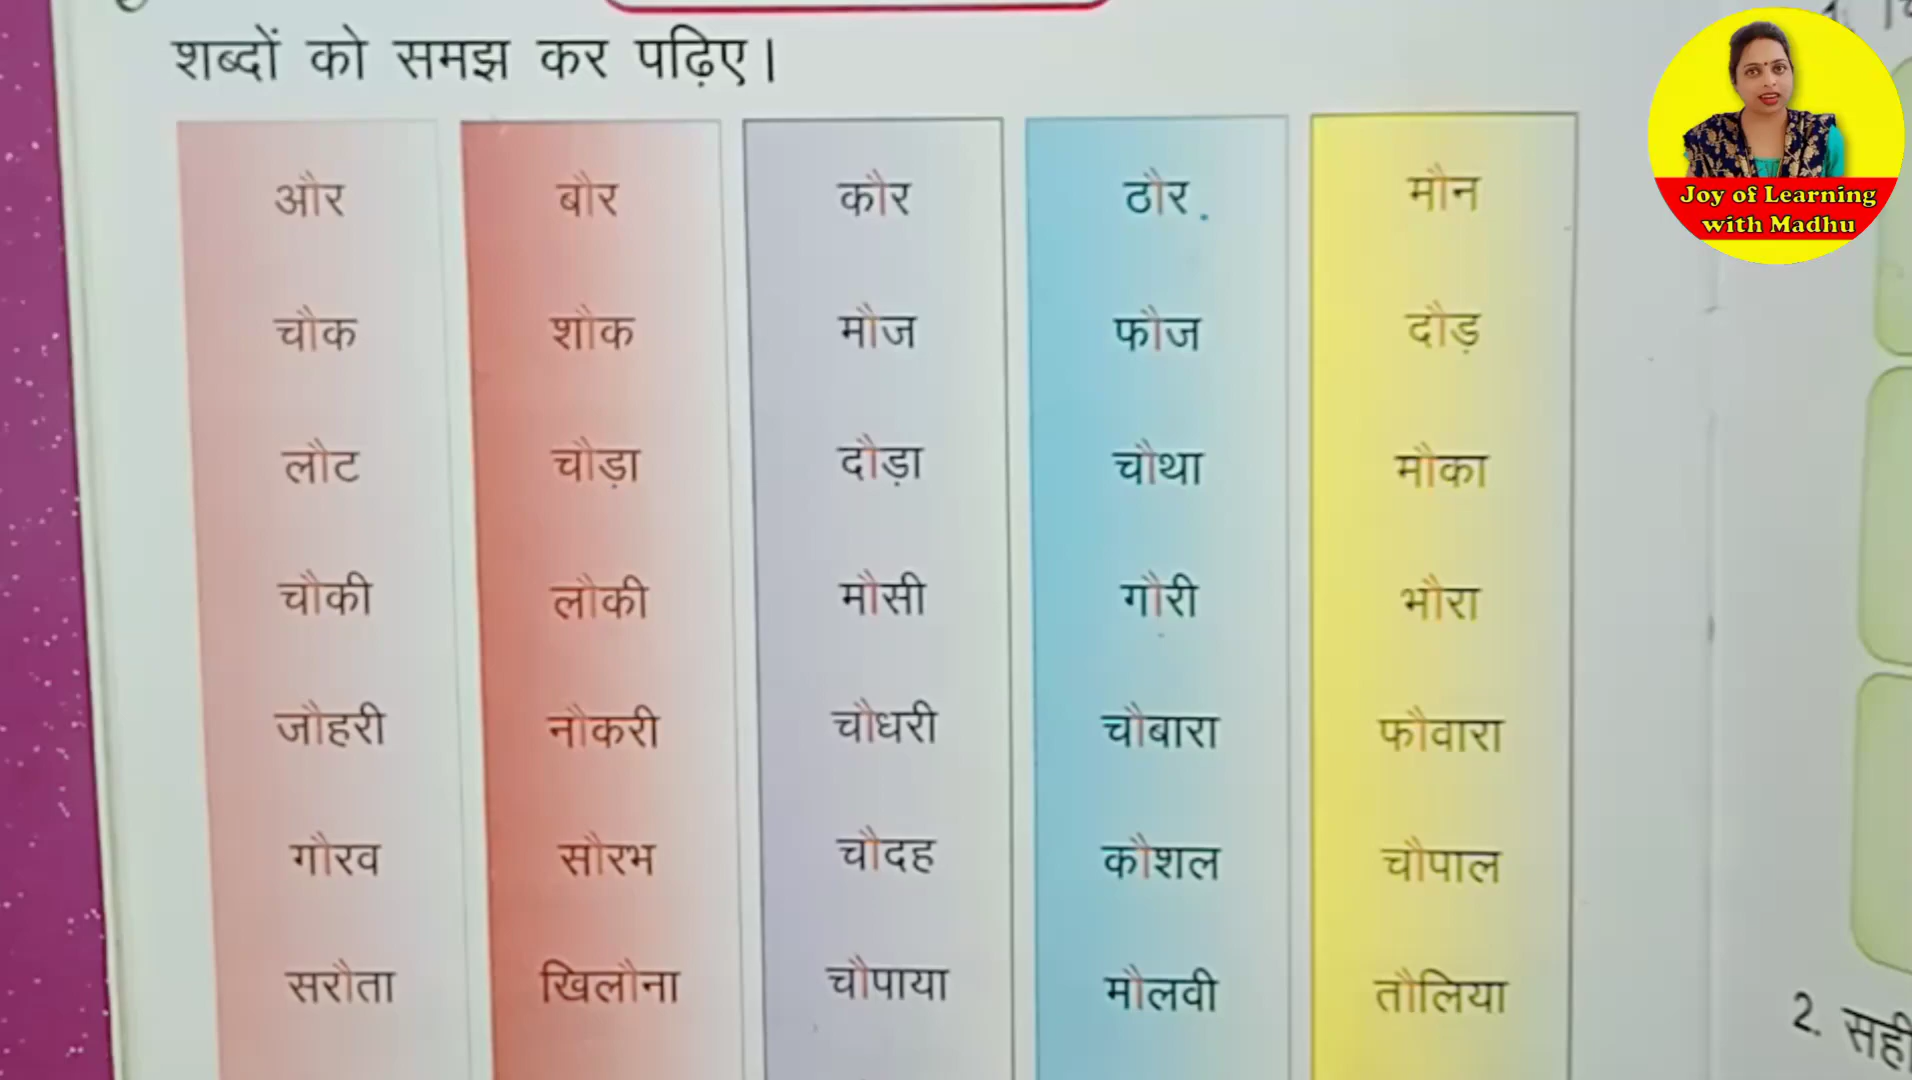 शब्दों को समझ कर पढ़िए।
और बौर कौर ठौर मौन
चौक शौक मौज फौज दौड़
लौट चौड़ा दौड़ा चौथा मौका
चौकी लौकी मौसी गौरी भौरा
जौहरी नौकरी चौधरी चौबारा फौवारा
गौरव सौरभ चौदह कौशल चौपाल
सरौता खिलौना चौपाया मौलवी तौलिया
Joy of Learning
with Madhu
2. सही